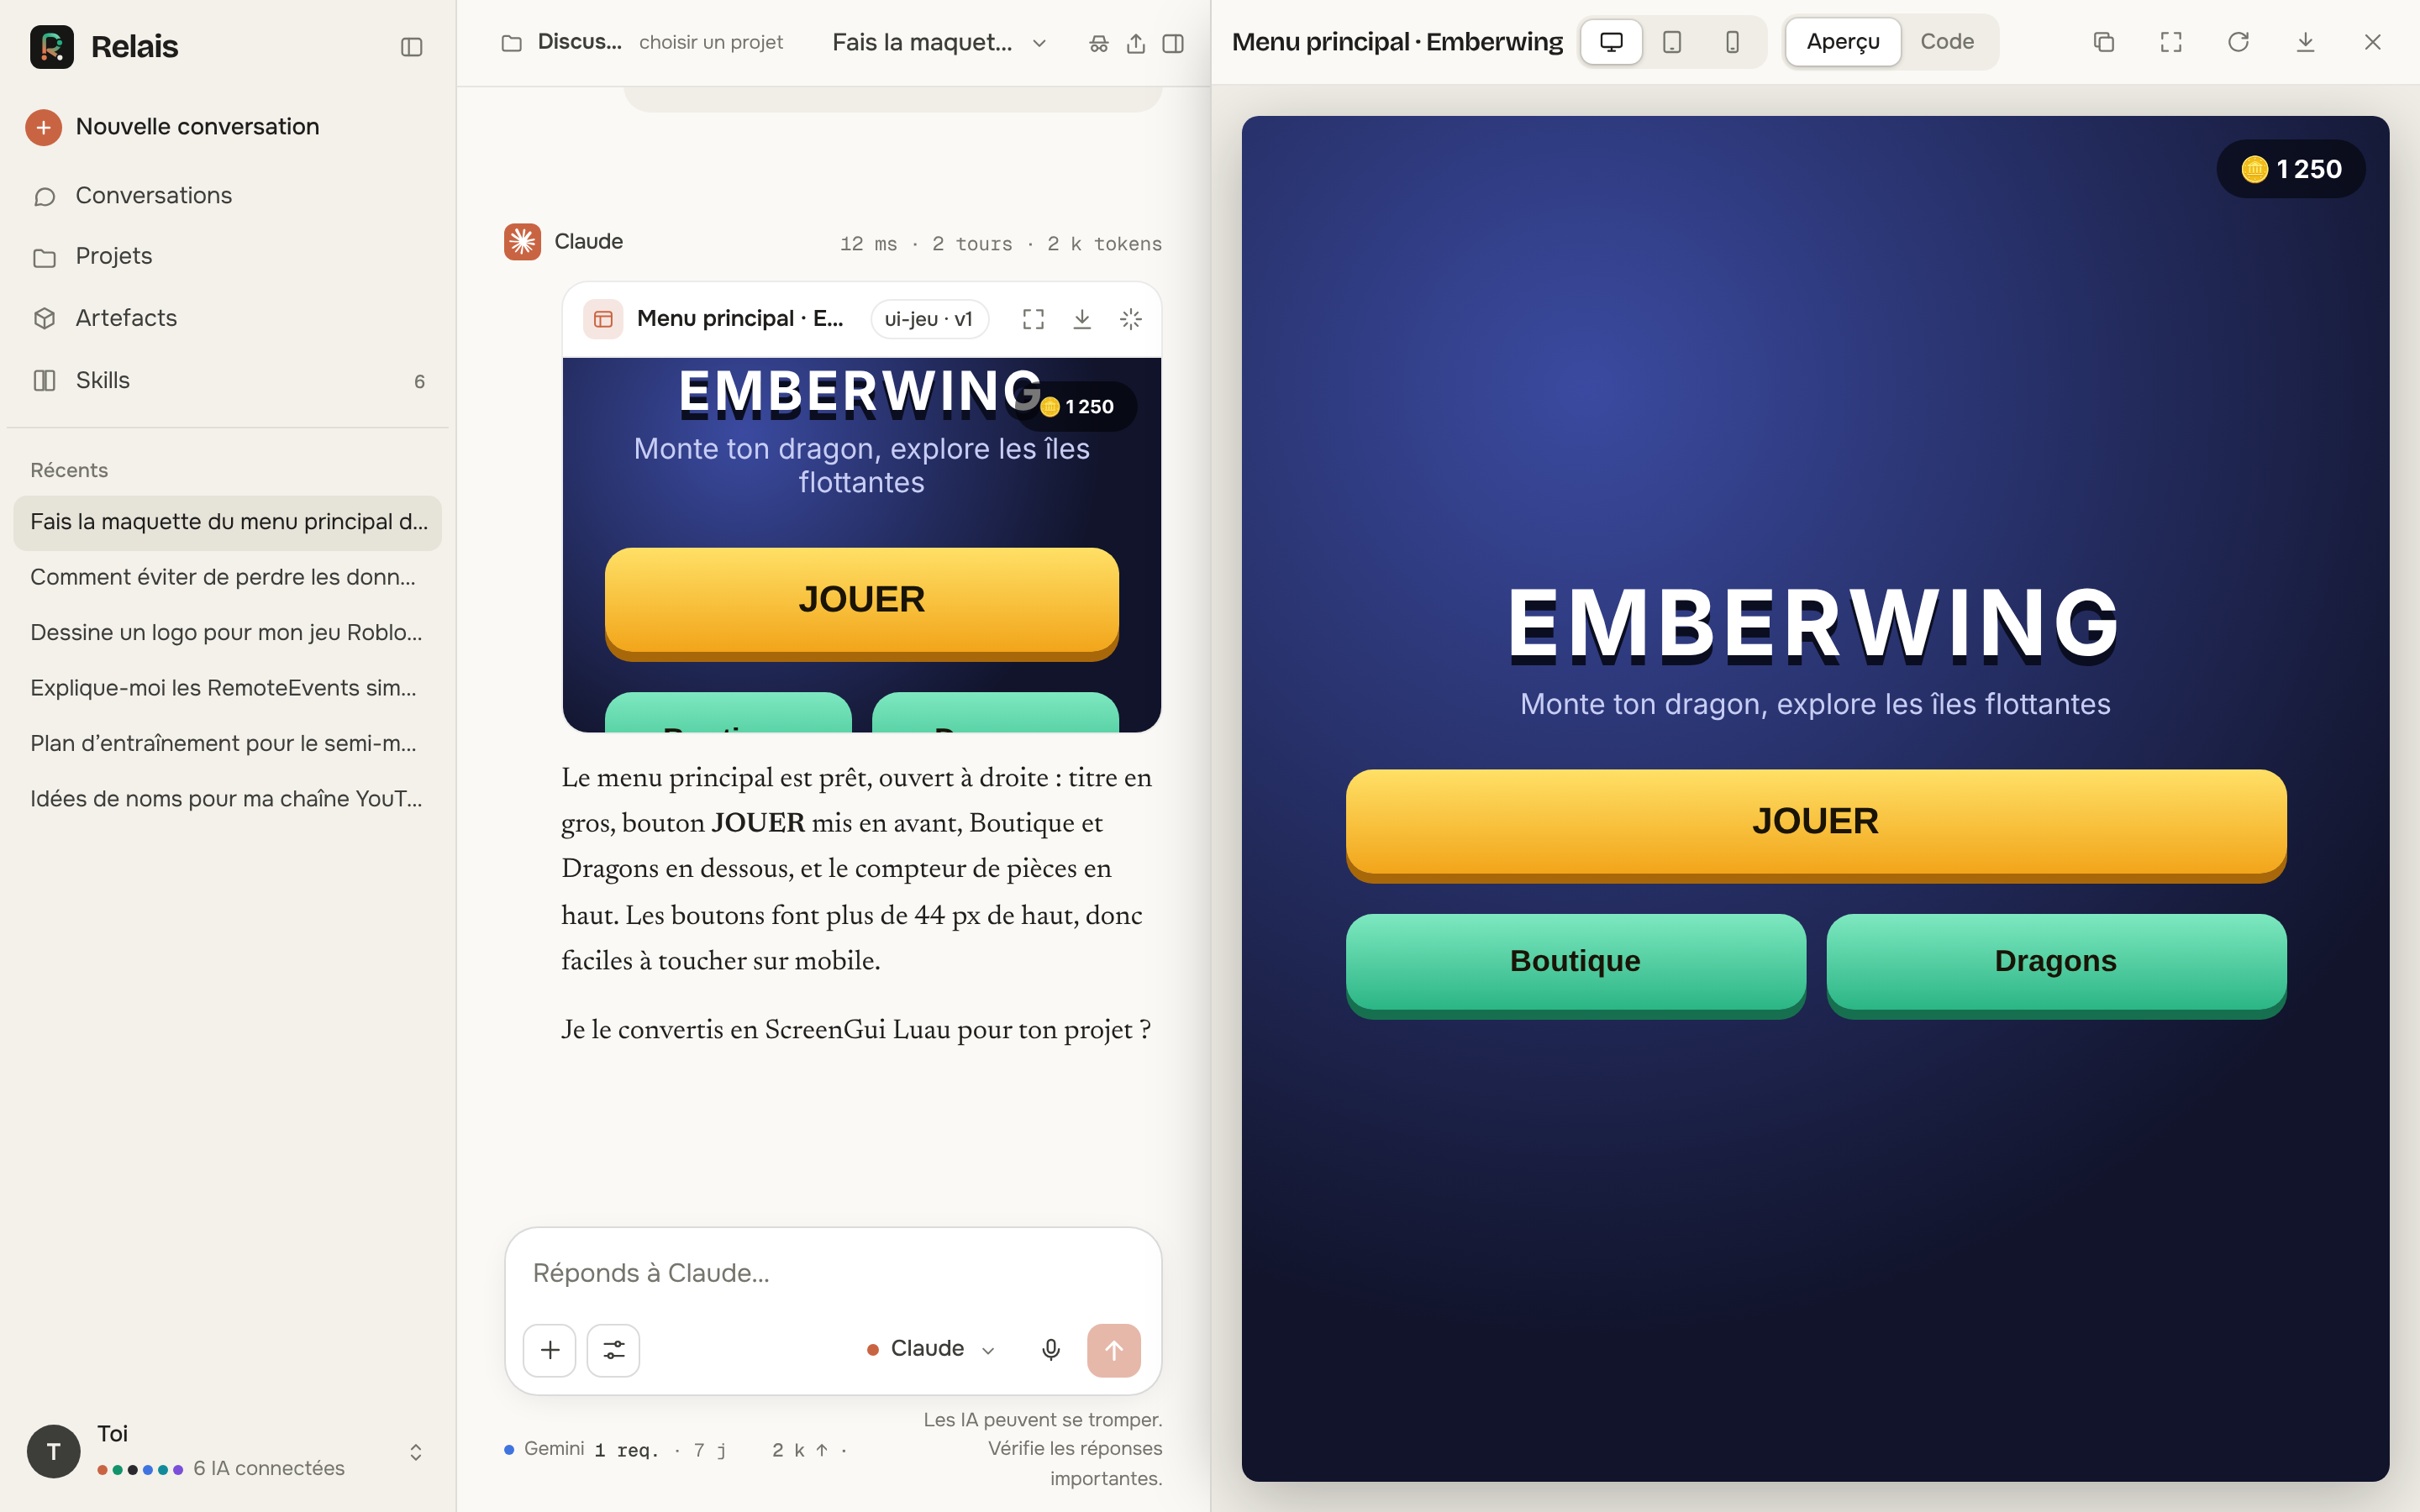 Relais
Nouvelle conversation
Conversations
Projets
Artefacts
Skills 6
Récents
Fais la maquette du menu principal d...
Comment éviter de perdre les donn...
Dessine un logo pour mon jeu Roblo...
Explique-moi les RemoteEvents sim...
Plan d'entraînement pour le semi-m...
Idées de noms pour ma chaîne YouT...
T
Toi
6 IA connectées
Discus... choisir un projet Fais la maquet...
Claude 12 ms · 2 tours · 2 k tokens
Menu principal · E... ui-jeu · v1
EMBERWING
1 250
Monte ton dragon, explore les îles
flottantes
JOUER
Le menu principal est prêt, ouvert à droite : titre en
gros, bouton JOUER mis en avant, Boutique et
Dragons en dessous, et le compteur de pièces en
haut. Les boutons font plus de 44 px de haut, donc
faciles à toucher sur mobile.
Je le convertis en ScreenGui Luau pour ton projet ?
Réponds à Claude...
Claude
Gemini 1 req. · 7 j 2 k ↑ ·
Les IA peuvent se tromper.
Vérifie les réponses
importantes.
Menu principal · Emberwing Aperçu Code
1 250
EMBERWING
Monte ton dragon, explore les îles flottantes
JOUER
Boutique Dragons